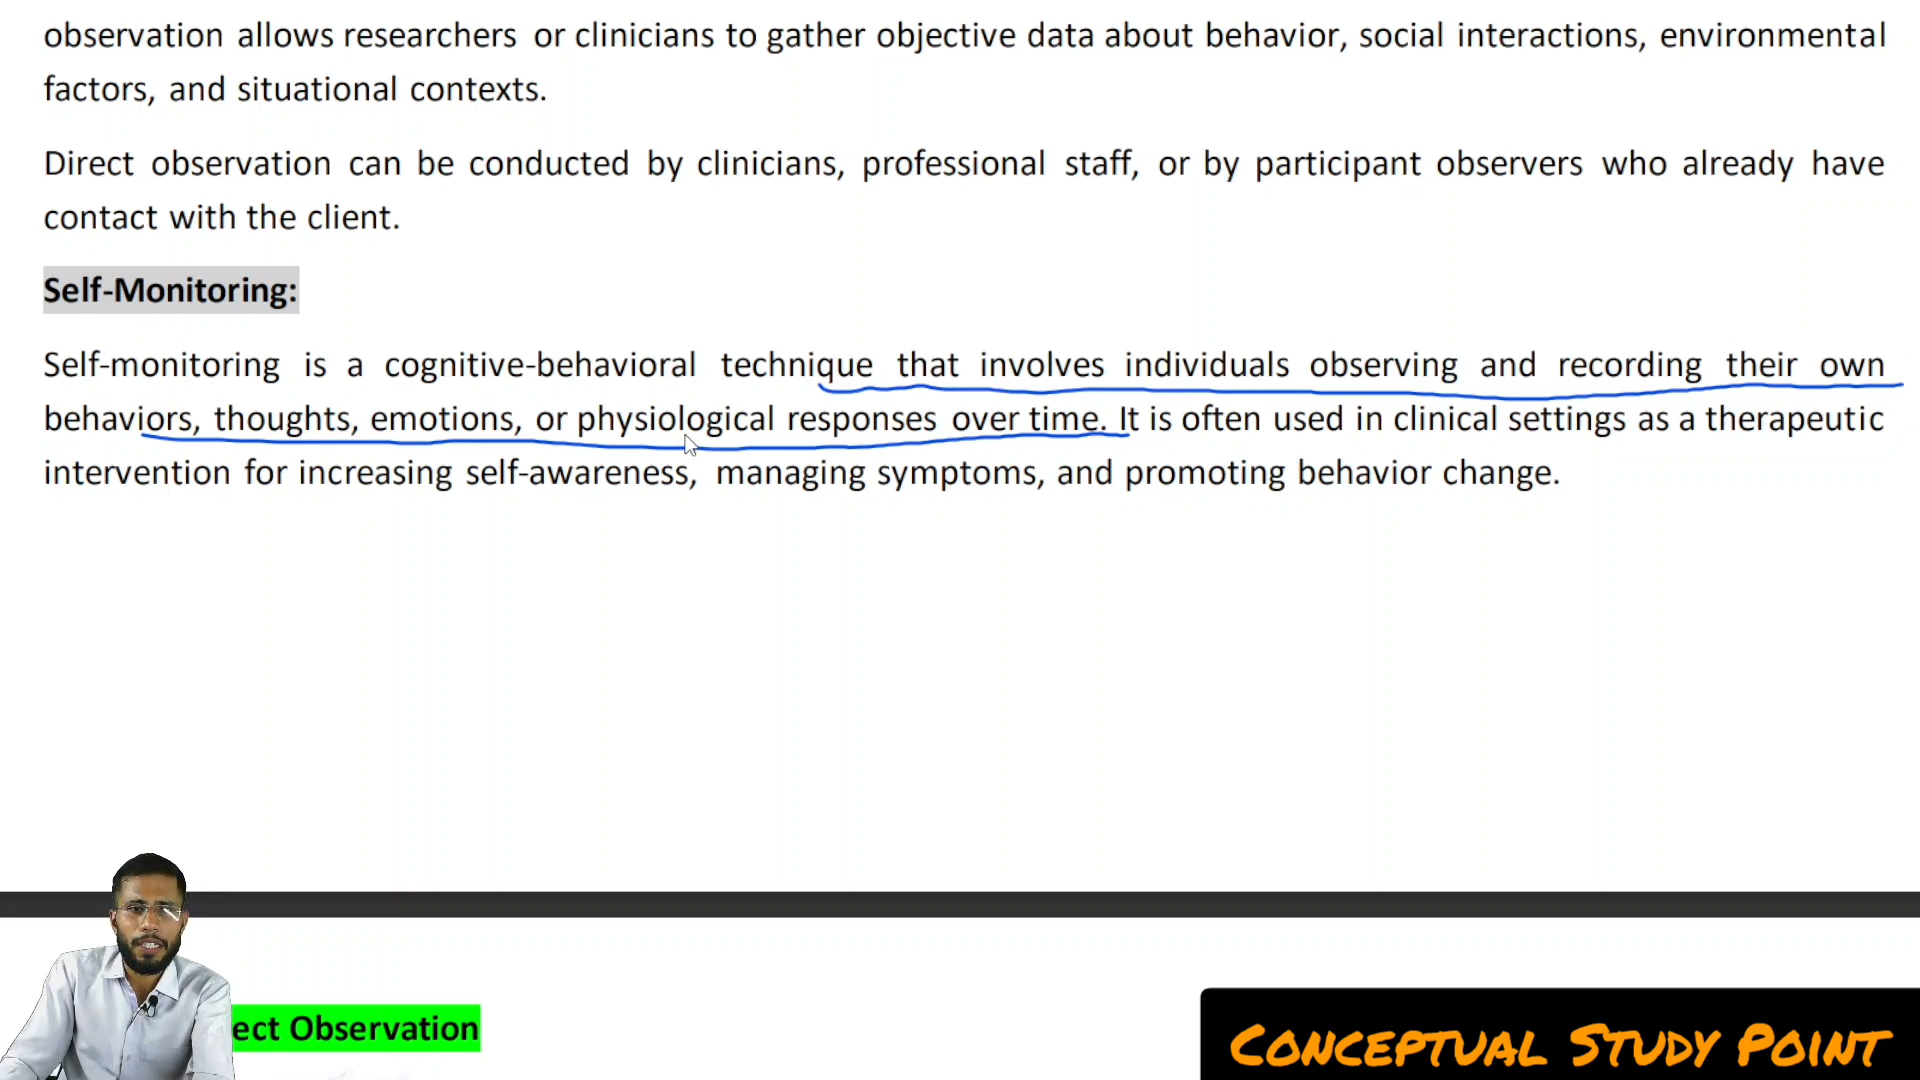 observation allows researchers or clinicians to gather objective data about behavior, social interactions, environmental
factors, and situational contexts.
Direct observation can be conducted by clinicians, professional staff, or by participant observers who already have
contact with the client.
Self-Monitoring:
Self-monitoring is a cognitive-behavioral technique that involves individuals observing and recording their own
behaviors, thoughts, emotions, or physiological responses over time. It is often used in clinical settings as a therapeutic
intervention for increasing self-awareness, managing symptoms, and promoting behavior change.
ect Observation
CONCEPTUAL STUDY POINT